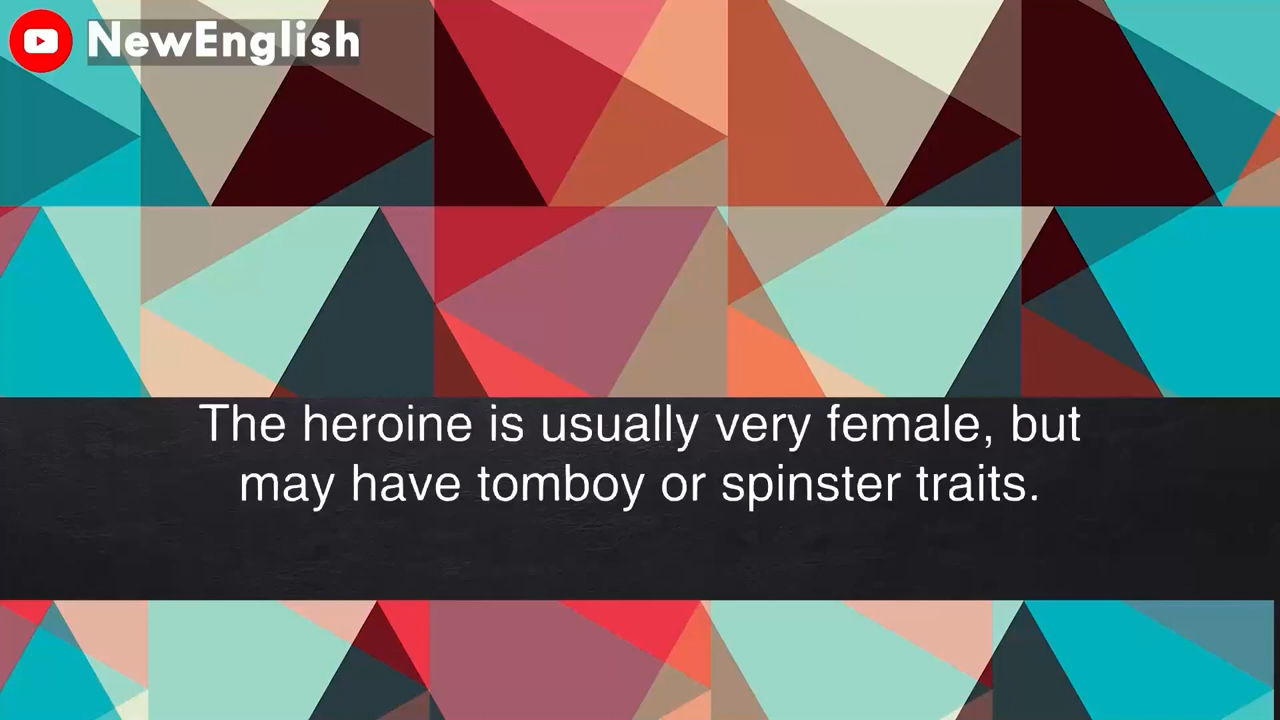 NewEnglish
The heroine is usually very female, but
may have tomboy or spinster traits.